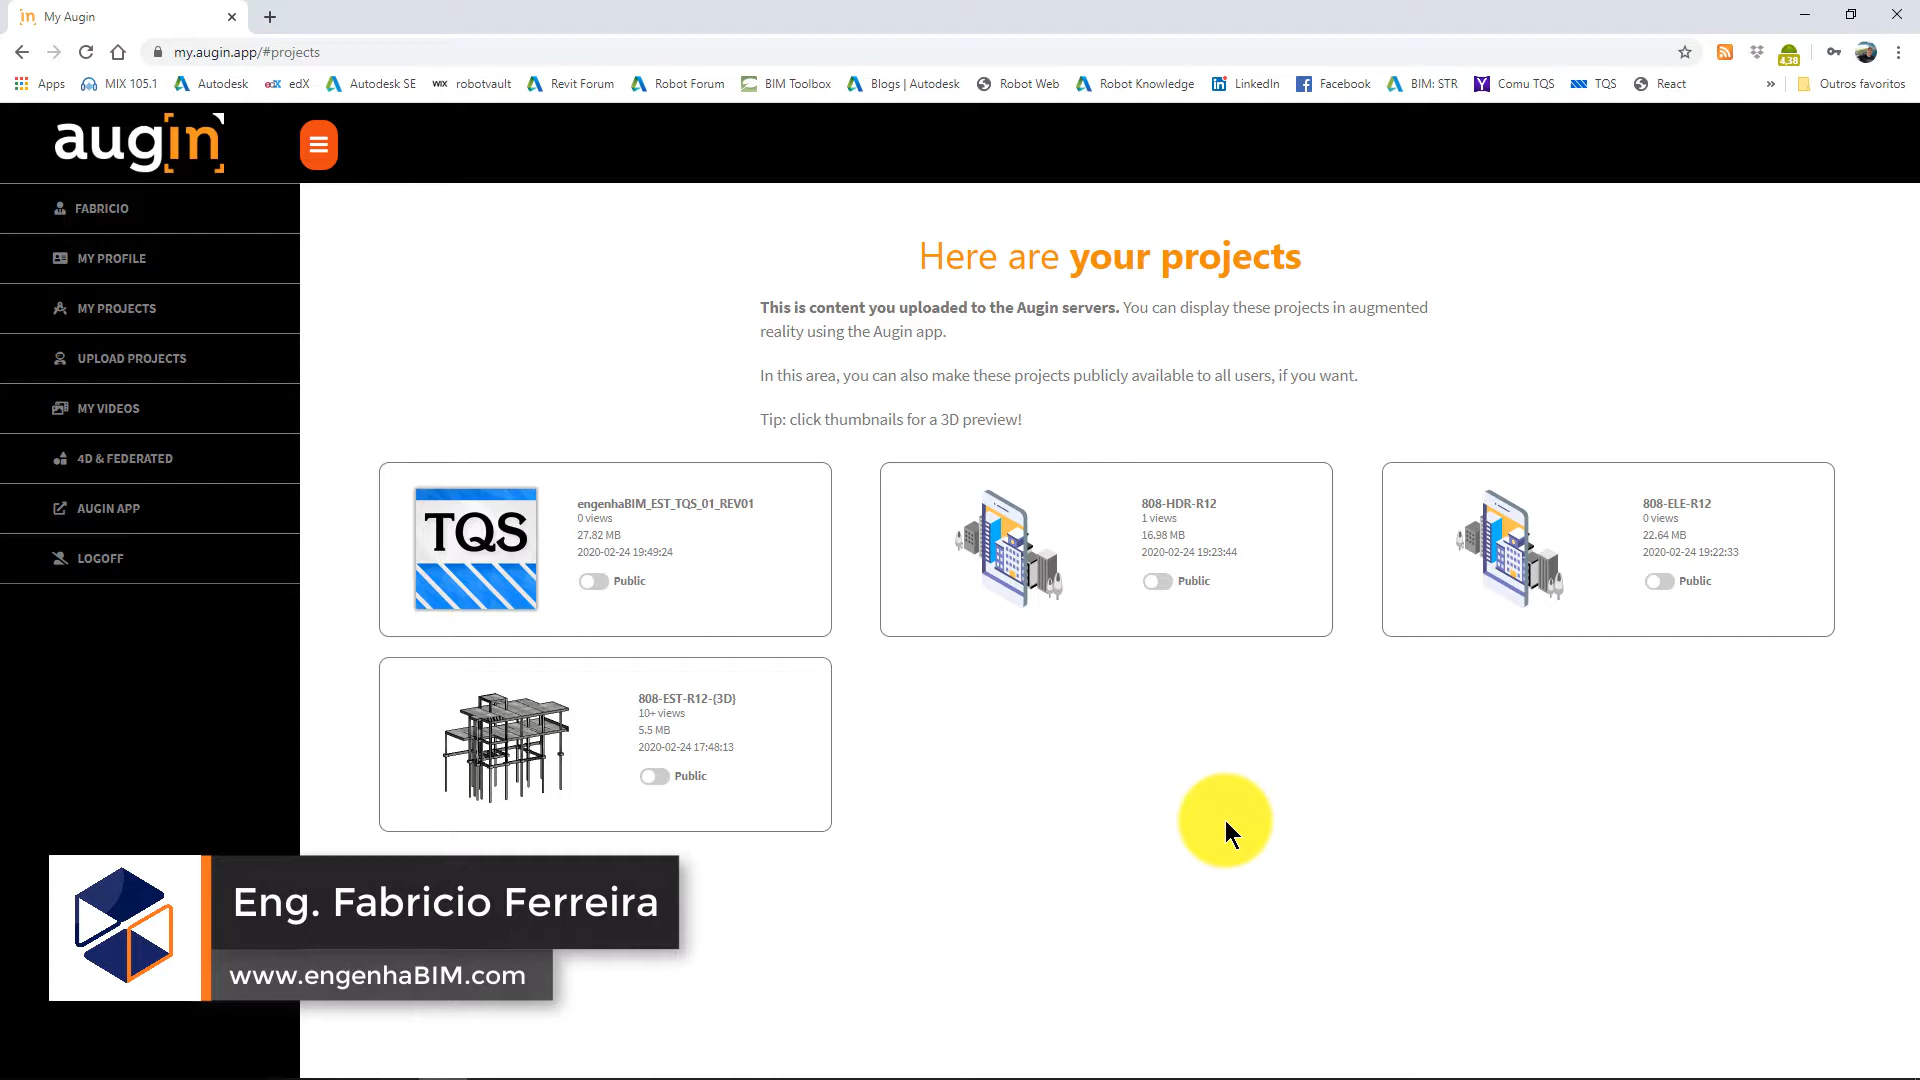 My Augin
my.augin.app/#projects
4,38
Apps MIX 105.1 Autodesk edX Autodesk SE WIX robotvault Revit Forum Robot Forum BIM Toolbox Blogs | Autodesk Robot Web Robot Knowledge LinkedIn Facebook BIM: STR Comu TQS TQS React » Outros favoritos
augin
FABRICIO
MY PROFILE
MY PROJECTS
UPLOAD PROJECTS
MY VIDEOS
4D & FEDERATED
AUGIN APP
LOGOFF
Here are your projects
This is content you uploaded to the Augin servers. You can display these projects in augmented
reality using the Augin app.
In this area, you can also make these projects publicly available to all users, if you want.
Tip: click thumbnails for a 3D preview!
TQS
engenhaBIM_EST_TQS_01_REV01
0 views
27.82 MB
2020-02-24 19:49:24
Public
808-HDR-R12
1 views
16.98 MB
2020-02-24 19:23:44
Public
808-ELE-R12
0 views
22.64 MB
2020-02-24 19:22:33
Public
808-EST-R12-{3D}
10+ views
5.5 MB
2020-02-24 17:48:13
Public
Eng. Fabricio Ferreira
www.engenhaBIM.com